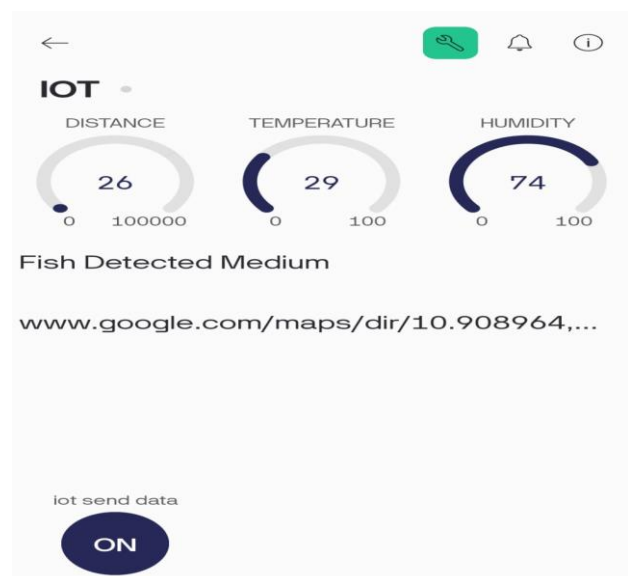 IOT
DISTANCE TEMPERATURE HUMIDITY
26 29 74
0 100000 0 100 0 100
Fish Detected Medium
www.google.com/maps/dir/10.908964,...
iot send data
ON